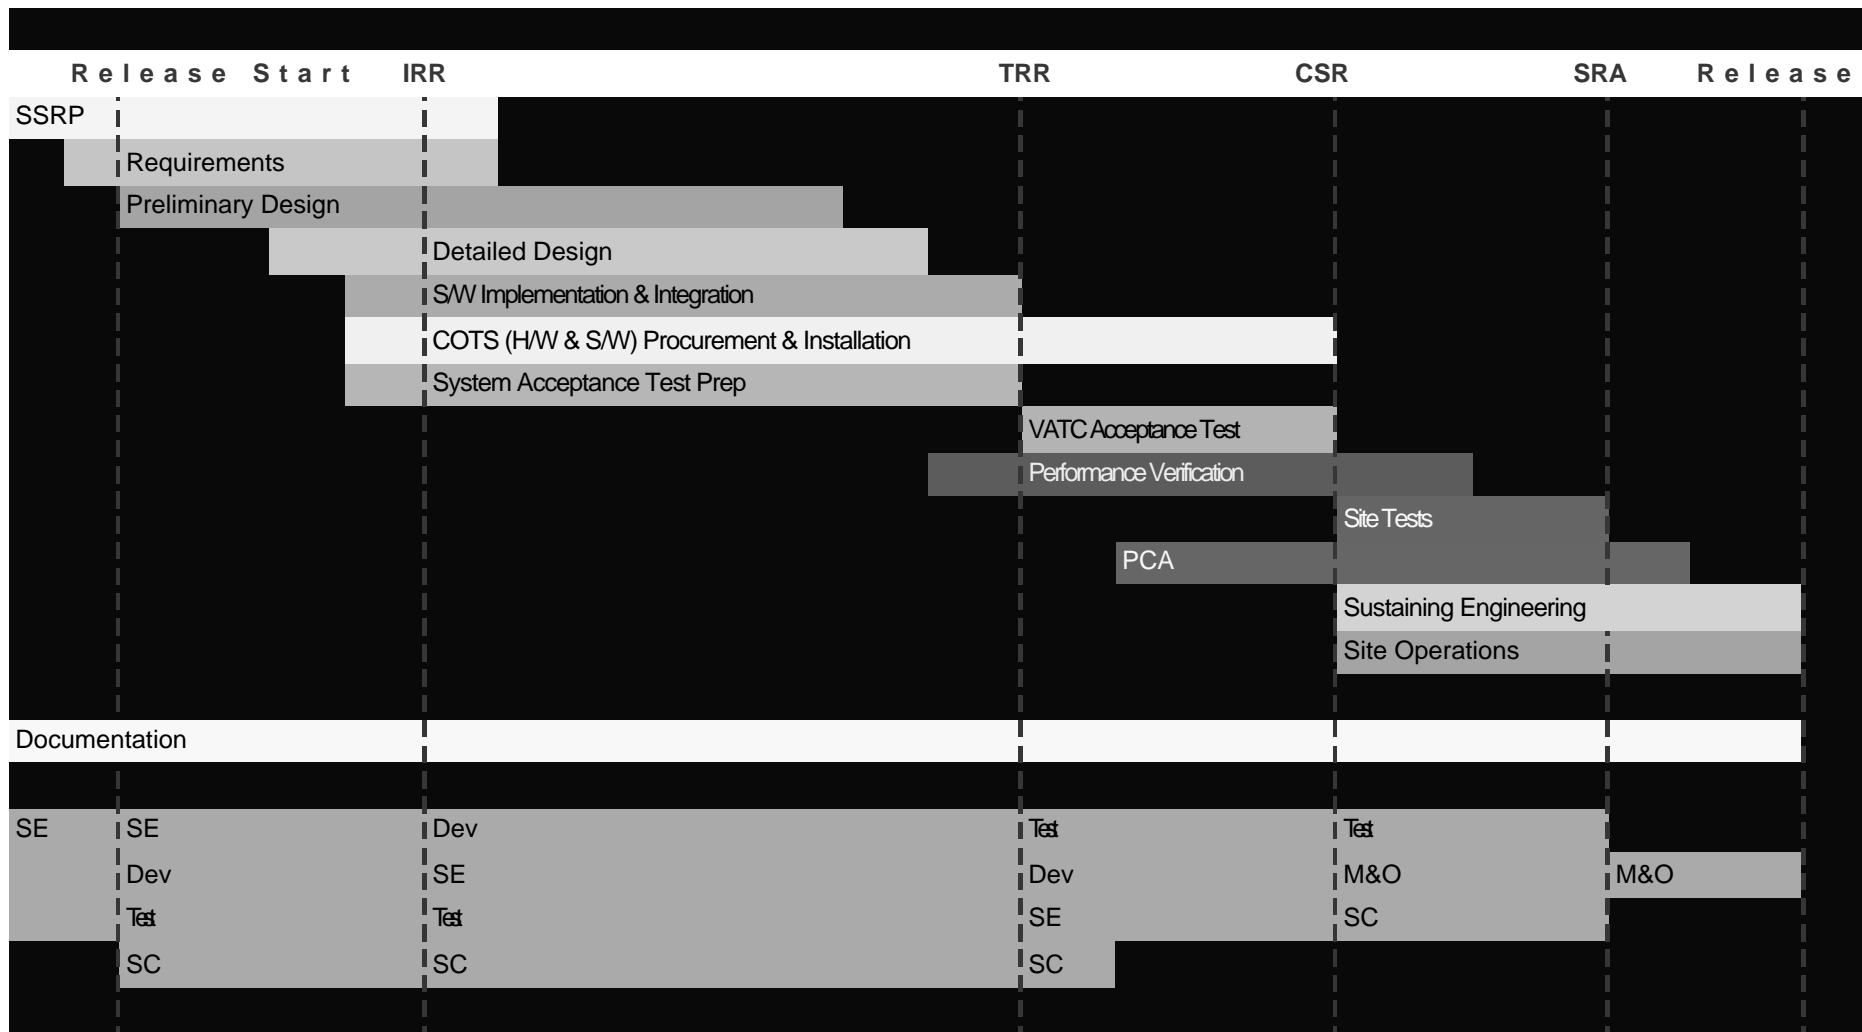 Release Start IRR TRR CSR SRA Release
SSRP
Requirements
Preliminary Design
Detailed Design
S/W Implementation & Integration
COTS (H/W & S/W) Procurement & Installation
System Acceptance Test Prep
VATC Acceptance Test
Performance Verification
Site Tests
PCA
Sustaining Engineering
Site Operations
Documentation
SE SE Dev Test Test
Dev SE Dev M&O M&O
Test Test SE SC
SC SC SC